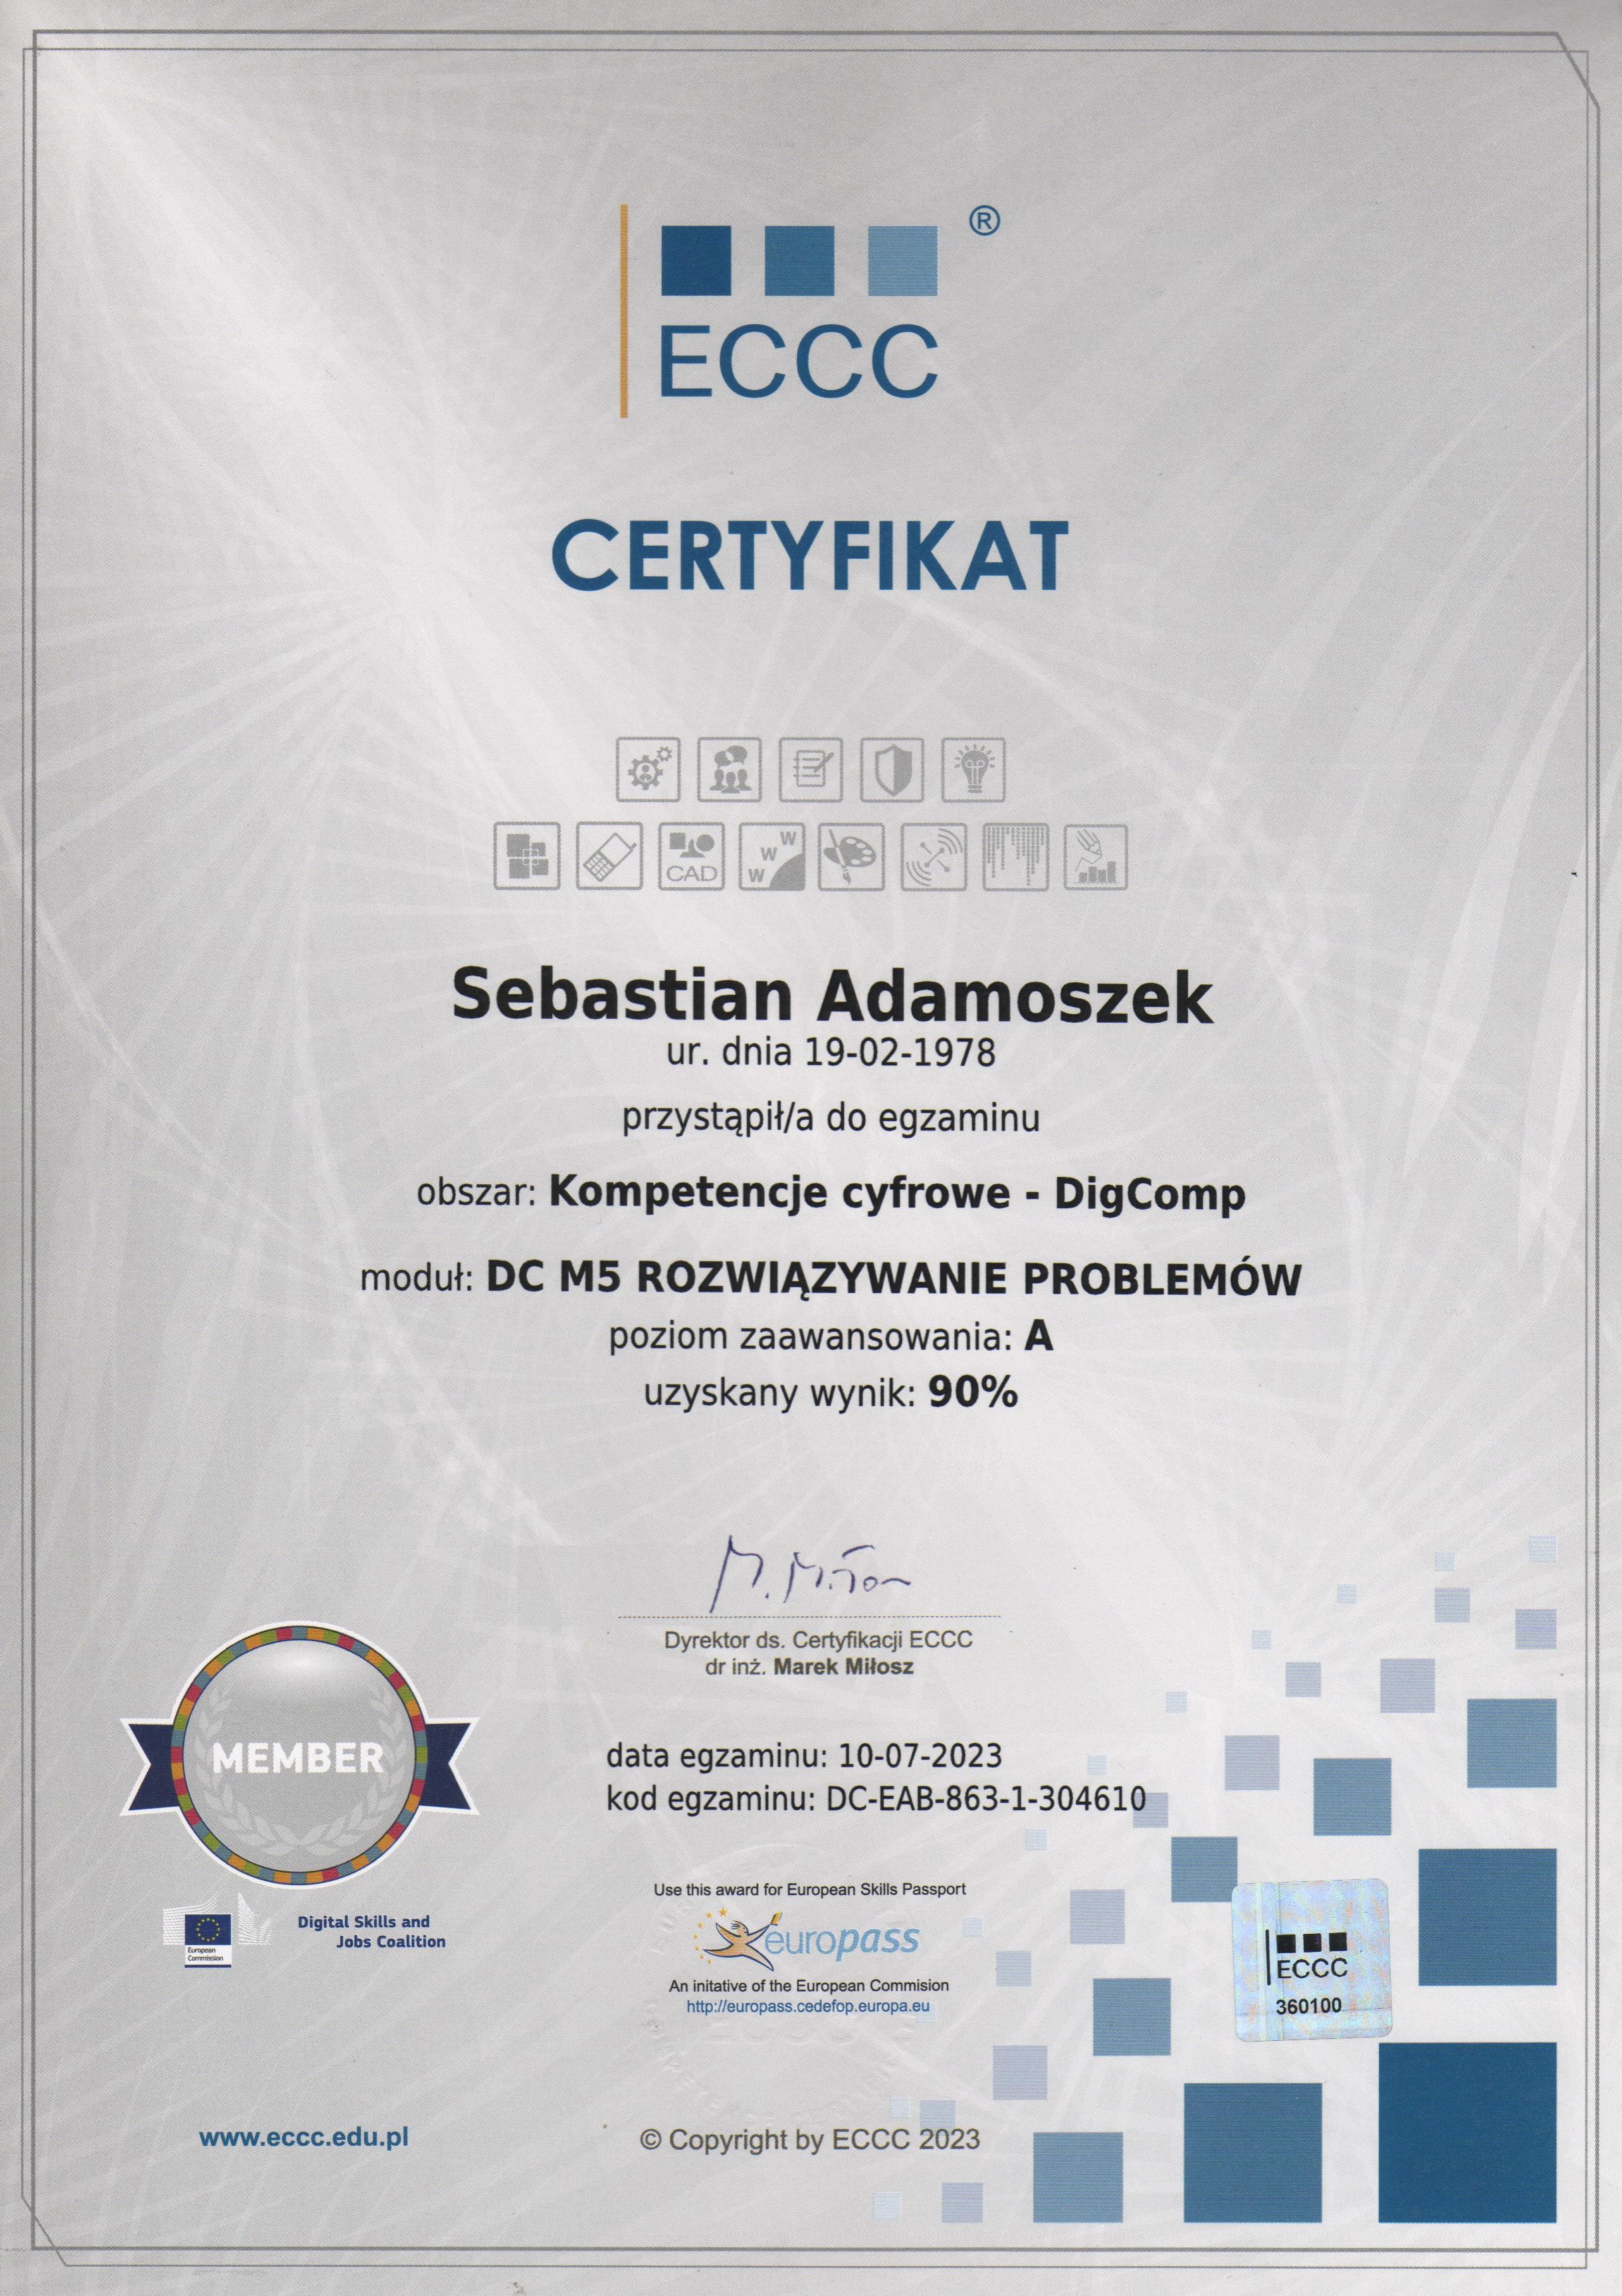 ®
ECCC
CERTYFIKAT
CAD
W
W
W
Sebastian Adamoszek
ur. dnia 19-02-1978
przystąpił/a do egzaminu
obszar: Kompetencje cyfrowe - DigComp
moduł: DC M5 ROZWIĄZYWANIE PROBLEMÓW
poziom zaawansowania: A
uzyskany wynik: 90%
M. Miłosz
Dyrektor ds. Certyfikacji ECCC
dr inż. Marek Miłosz
MEMBER
European
Commission
Digital Skills and
Jobs Coalition
data egzaminu: 10-07-2023
kod egzaminu: DC-EAB-863-1-304610
Use this award for European Skills Passport
europass
An initative of the European Commision
http://europass.cedefop.europa.eu
ECCC
360100
www.eccc.edu.pl
© Copyright by ECCC 2023